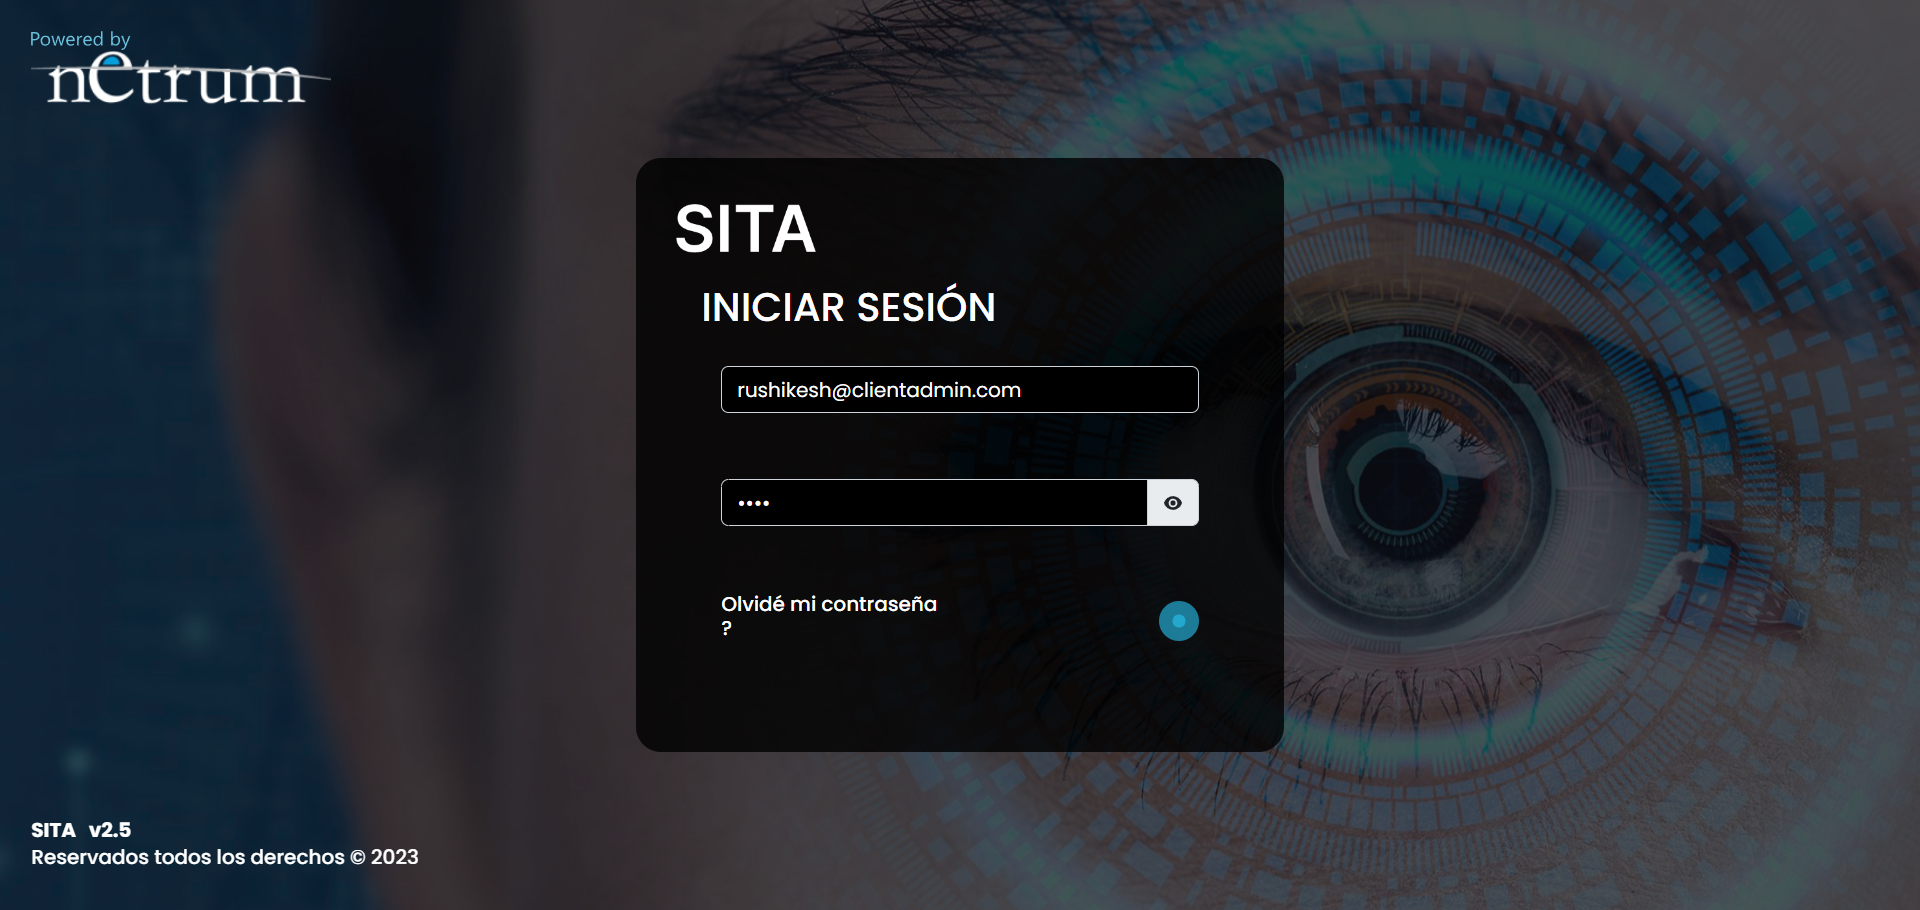 Powered by
netrum
SITA
INICIAR SESIÓN
rushikesh@clientadmin.com
••••
Olvidé mi contraseña
?
SITA v2.5
Reservados todos los derechos © 2023